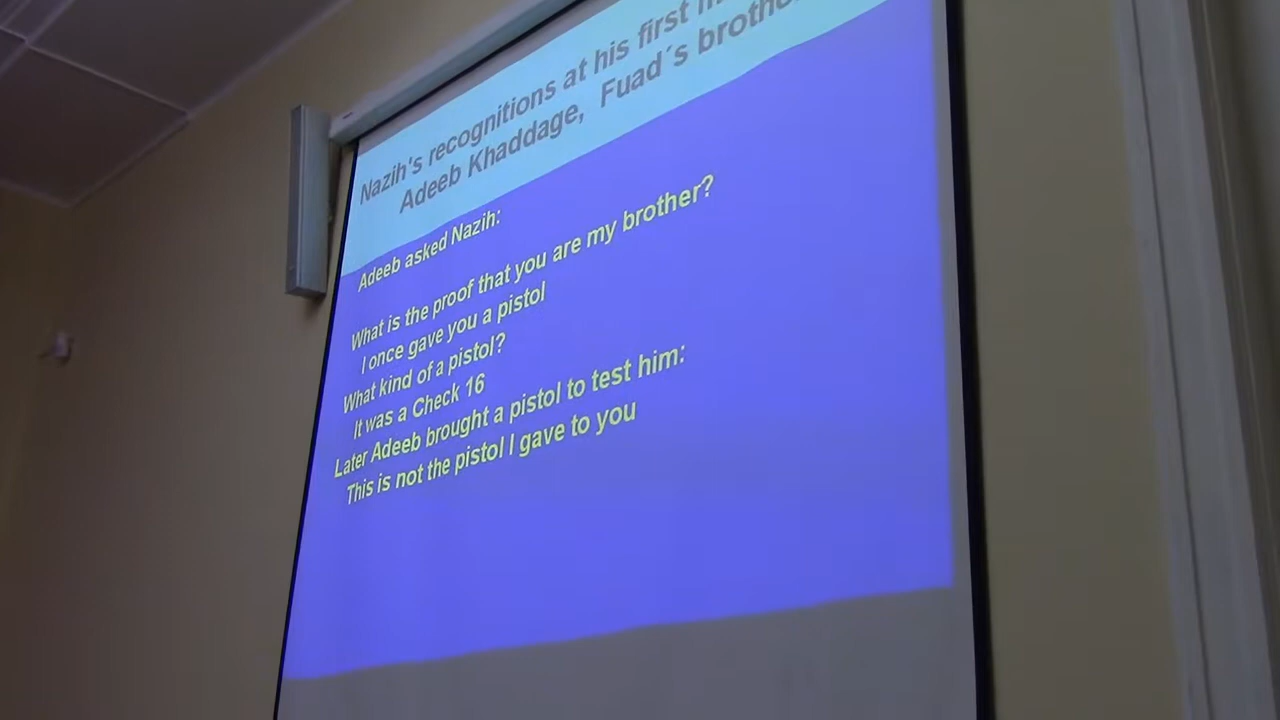 Nazih's recognitions at his first
Adeeb Khaddage, Fuad´s brother
Adeeb asked Nazih:
What is the proof that you are my brother?
I once gave you a pistol
What kind of a pistol?
It was a Check 16
Later Adeeb brought a pistol to test him:
This is not the pistol I gave to you